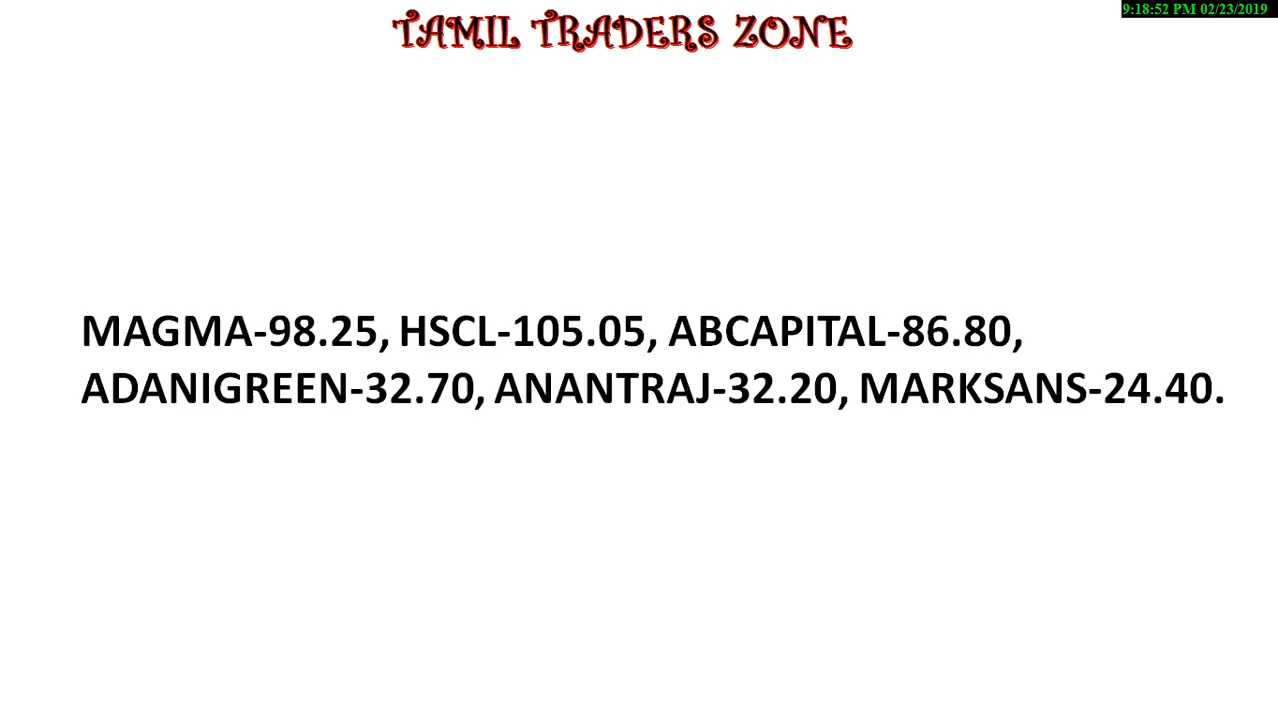 9:18:52 PM 02/23/2019
TAMIL TRADERS ZONE
MAGMA-98.25, HSCL-105.05, ABCAPITAL-86.80,
ADANIGREEN-32.70, ANANTRAJ-32.20, MARKSANS-24.40.